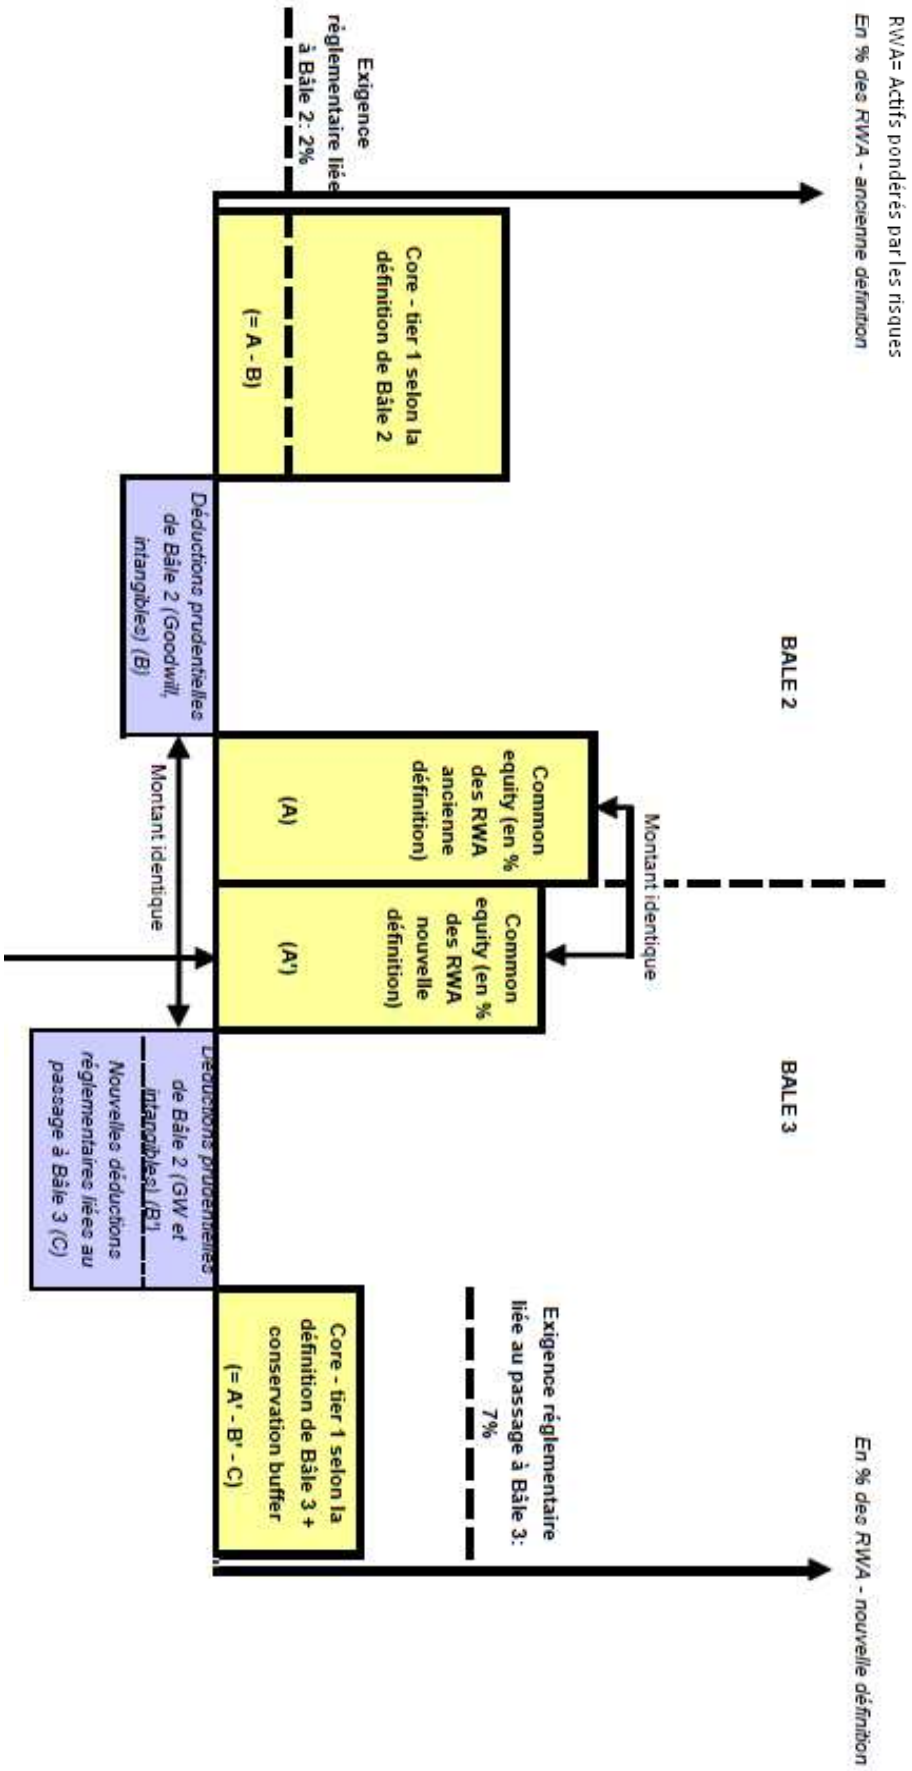 RWA= Actifs pondérés par les risques
En % des RWA - ancienne définition
En % des RWA - nouvelle définition
BALE 2
BALE 3
Exigence
réglementaire liée
à Bâle 2: 2%
Core - tier 1 selon la
définition de Bâle 2
(= A - B)
Déductions prudentielles
de Bâle 2 (Goodwill,
intangibles) (B)
Montant identique
Common
equity (en %
des RWA
ancienne
définition)
(A)
Common
equity (en %
des RWA
nouvelle
définition)
(A')
Montant identique
Déductions prudentielles
de Bâle 2 (GW et
intangibles) (B')
Nouvelles déductions
réglementaires liées au
passage à Bâle 3 (C)
Exigence réglementaire
liée au passage à Bâle 3:
7%
Core - tier 1 selon la
définition de Bâle 3 +
conservation buffer
(= A' - B' - C)